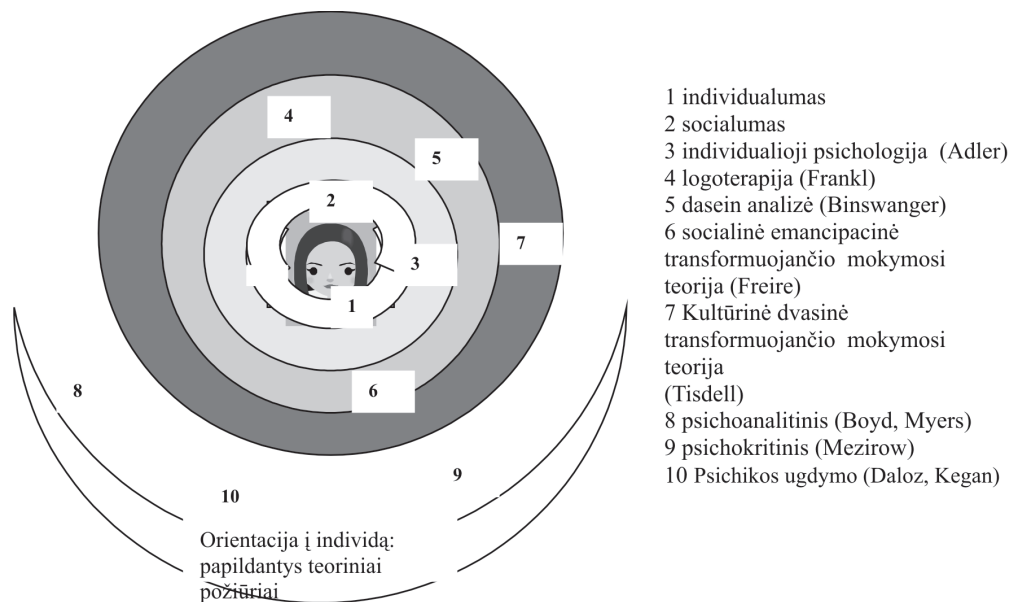 4
5
2
7
3
1
8
6
9
10
Orientacija į individą:
papildantys teoriniai
požiūriai
1 individualumas
2 socialumas
3 individualioji psichologija (Adler)
4 logoterapija (Frankl)
5 dasein analizė (Binswanger)
6 socialinė emancipacinė
transformuojančio mokymosi
teorija (Freire)
7 Kultūrinė dvasinė
transformuojančio mokymosi
teorija
(Tisdell)
8 psichoanalitinis (Boyd, Myers)
9 psichokritinis (Mezirow)
10 Psichikos ugdymo (Daloz, Kegan)